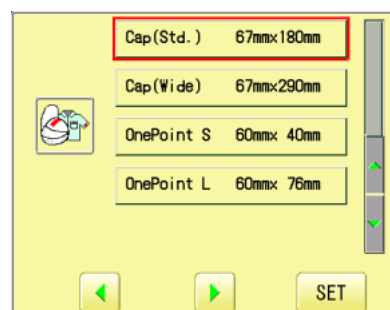 Cap(Std.) 67mm×180mm
Cap(Wide) 67mm×290mm
OnePoint S 60mm× 40mm
OnePoint L 60mm× 76mm
SET